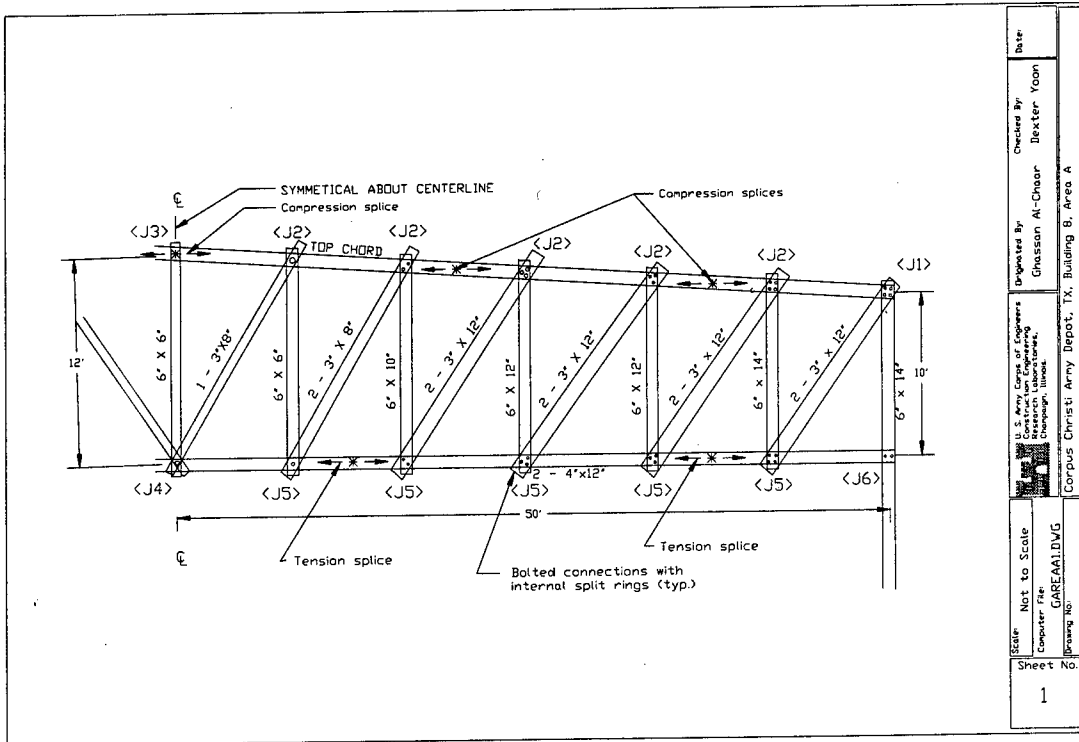 ℄
SYMMETICAL ABOUT CENTERLINE
Compression splice
Compression splices
<J3>
<J2>
<J2>
<J2>
<J2>
<J2>
<J1>
TOP CHORD
12'
6" X 6"
1 - 3"X8"
6" X 6"
2 - 3" X 8"
6" X 10"
2 - 3" X 12"
6" X 12"
2 - 3" X 12"
6" X 12"
2 - 3" X 12"
6" X 14"
2 - 3" X 12"
6" x 14"
10'
<J4>
<J5>
<J5>
<J5>
2 - 4"x12"
<J5>
<J5>
<J6>
50'
℄
Tension splice
Tension splice
Bolted connections with
internal split rings (typ.)
Date:
Checked By:
Dexter Yoon
Originated By:
Ghassan Al-Chaar
U. S. Army Corps of Engineers
Construction Engineering
Research Laboratories,
Champaign, Illinois.
Corpus Christi Army Depot, TX, Building 8, Area A
Scale:
Not to Scale
Computer File:
GAREAA1.DWG
Drawing No:
Sheet No.
1